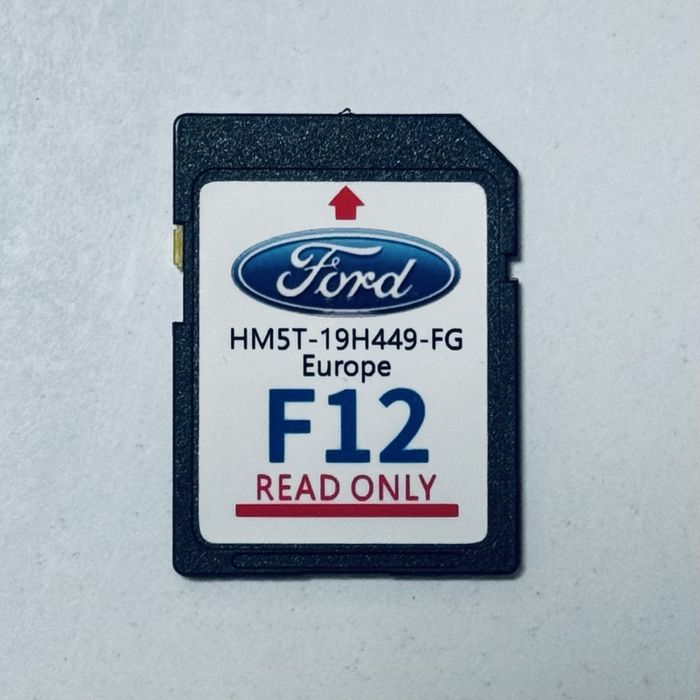 Ford
HM5T-19H449-FG
Europe
F12
READ ONLY